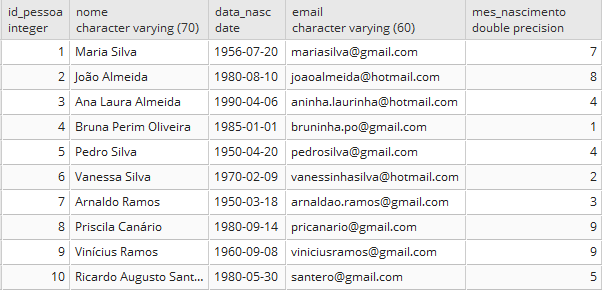 id_pessoa nome data_nasc email mes_nascimento
integer character varying (70) date character varying (60) double precision
1 Maria Silva 1956-07-20 mariasilva@gmail.com 7
2 João Almeida 1980-08-10 joaoalmeida@hotmail.com 8
3 Ana Laura Almeida 1990-04-06 aninha.laurinha@hotmail.com 4
4 Bruna Perim Oliveira 1985-01-01 bruninha.po@gmail.com 1
5 Pedro Silva 1950-04-20 pedrosilva@gmail.com 4
6 Vanessa Silva 1970-02-09 vanessinhasilva@hotmail.com 2
7 Arnaldo Ramos 1950-03-18 arnaldao.ramos@gmail.com 3
8 Priscila Canário 1980-09-14 pricanario@gmail.com 9
9 Vinícius Ramos 1960-09-08 viniciusramos@gmail.com 9
10 Ricardo Augusto Sant... 1980-05-30 santero@gmail.com 5